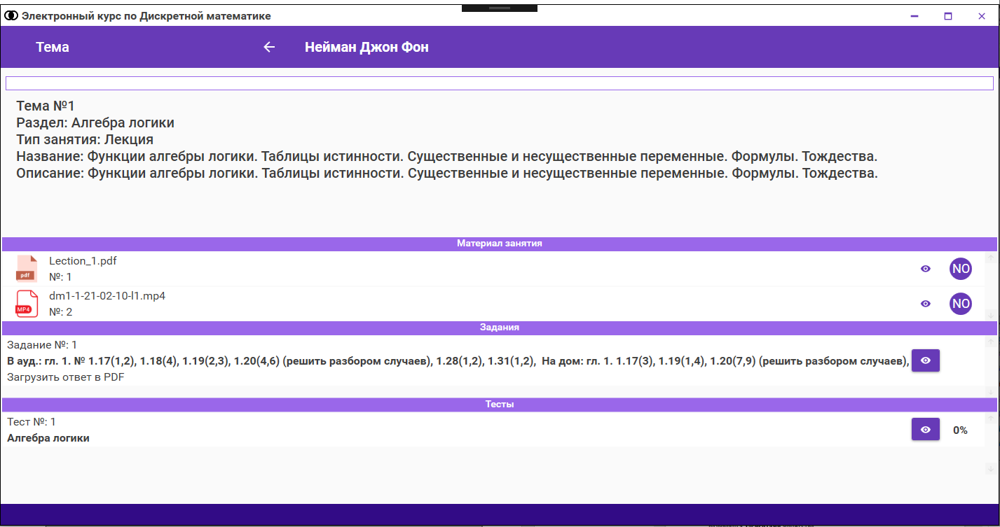 Электронный курс по Дискретной математике
Тема
Нейман Джон Фон
Тема №1
Раздел: Алгебра логики
Тип занятия: Лекция
Название: Функции алгебры логики. Таблицы истинности. Существенные и несущественные переменные. Формулы. Тождества.
Описание: Функции алгебры логики. Таблицы истинности. Существенные и несущественные переменные. Формулы. Тождества.
Материал занятия
Lection_1.pdf
pdf
№: 1
NO
dm1-1-21-02-10-l1.mp4
MP4
№: 2
NO
Задания
Задание №: 1
В ауд.: гл. 1. № 1.17(1,2), 1.18(4), 1.19(2,3), 1.20(4,6) (решить разбором случаев), 1.28(1,2), 1.31(1,2), На дом: гл. 1. 1.17(3), 1.19(1,4), 1.20(7,9) (решить разбором случаев),
Загрузить ответ в PDF
Тесты
Тест №: 1
Алгебра логики
0%